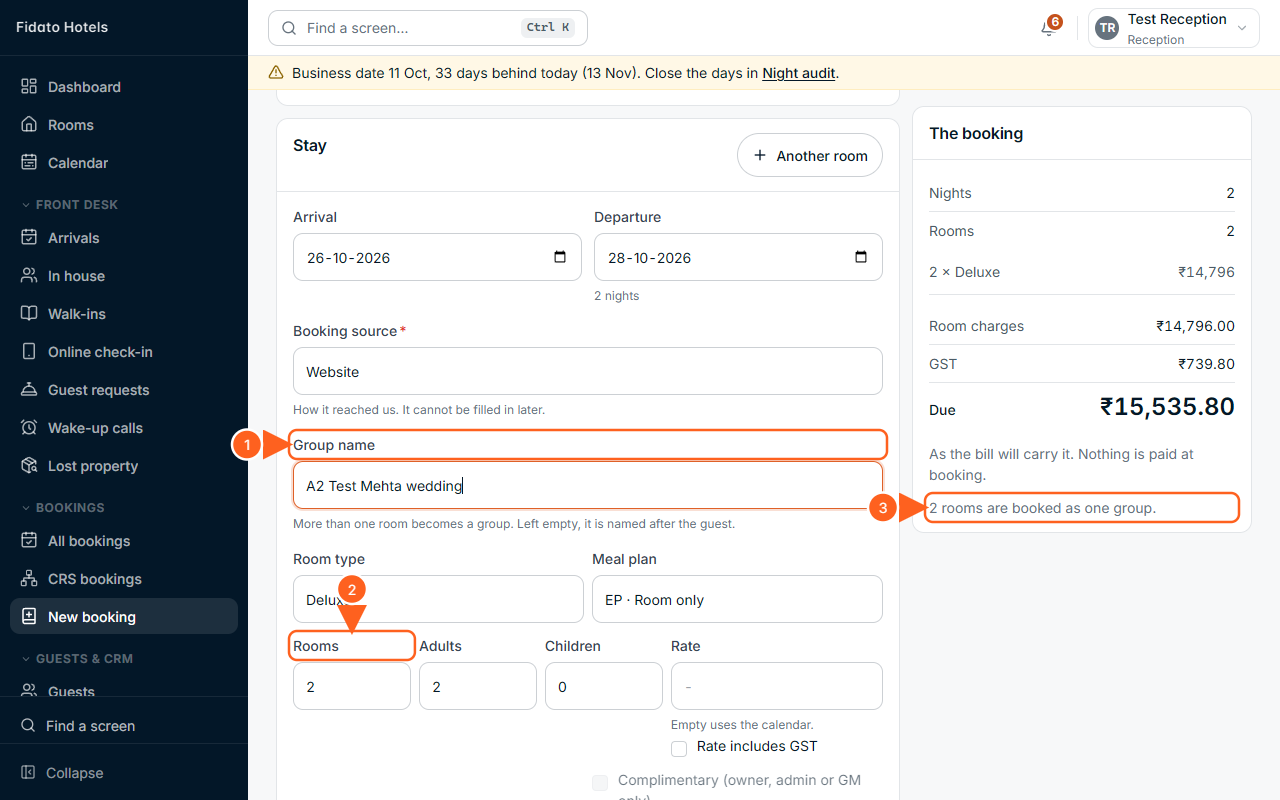 Fidato Hotels
Find a screen...
Ctrl K
6
TR
Test Reception
Reception
Business date 11 Oct, 33 days behind today (13 Nov). Close the days in Night audit.
Dashboard
Rooms
Calendar
FRONT DESK
Arrivals
In house
Walk-ins
Online check-in
Guest requests
Wake-up calls
Lost property
BOOKINGS
All bookings
CRS bookings
New booking
GUESTS & CRM
Guests
Find a screen
Collapse
Stay
+ Another room
Arrival
Departure
26-10-2026
28-10-2026
2 nights
Booking source*
Website
How it reached us. It cannot be filled in later.
1
Group name
A2 Test Mehta wedding
More than one room becomes a group. Left empty, it is named after the guest.
Room type
Meal plan
2
EP · Room only
Rooms
Adults
Children
Rate
2
2
0
-
Empty uses the calendar.
Rate includes GST
Complimentary (owner, admin or GM
only)
The booking
Nights
2
Rooms
2
2 × Deluxe
₹14,796
Room charges
₹14,796.00
GST
₹739.80
Due
₹15,535.80
As the bill will carry it. Nothing is paid at
booking.
3
2 rooms are booked as one group.